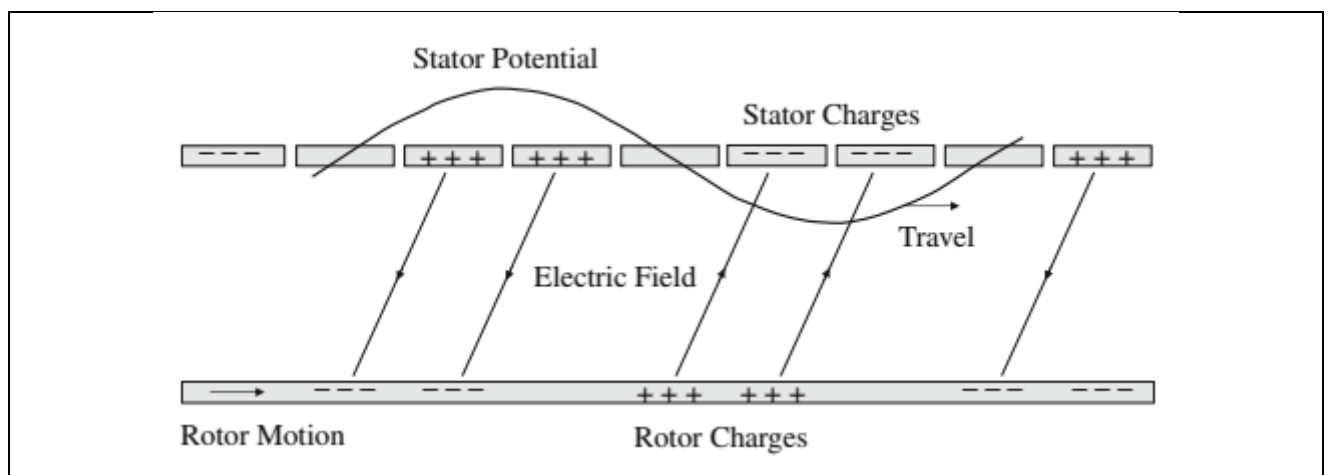 Stator Potential
Stator Charges
− − − + + + + + + − − − − − − + + +
Travel
Electric Field
− − − − − − + + + + + + − − − − − −
Rotor Motion Rotor Charges